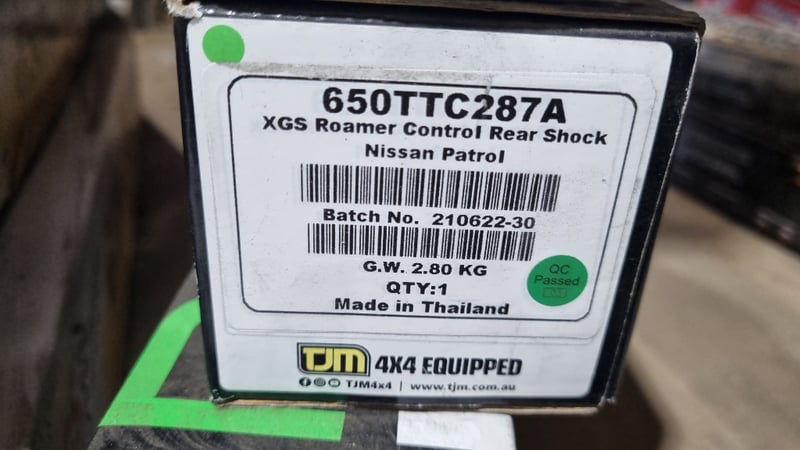 650TTC287A
XGS Roamer Control Rear Shock
Nissan Patrol
Batch No. 210622-30
G.W. 2.80 KG
QTY:1
Made in Thailand
QC
Passed
TJM 4X4 EQUIPPED
TJM4x4 | www.tjm.com.au